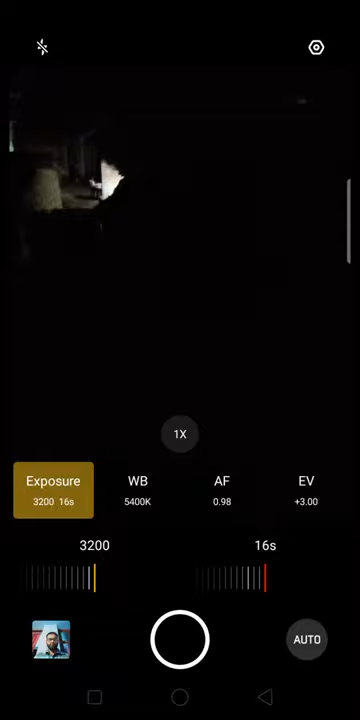 1X
Exposure WB AF EV
3200 16s 5400K 0.98 +3.00
3200 16s
AUTO